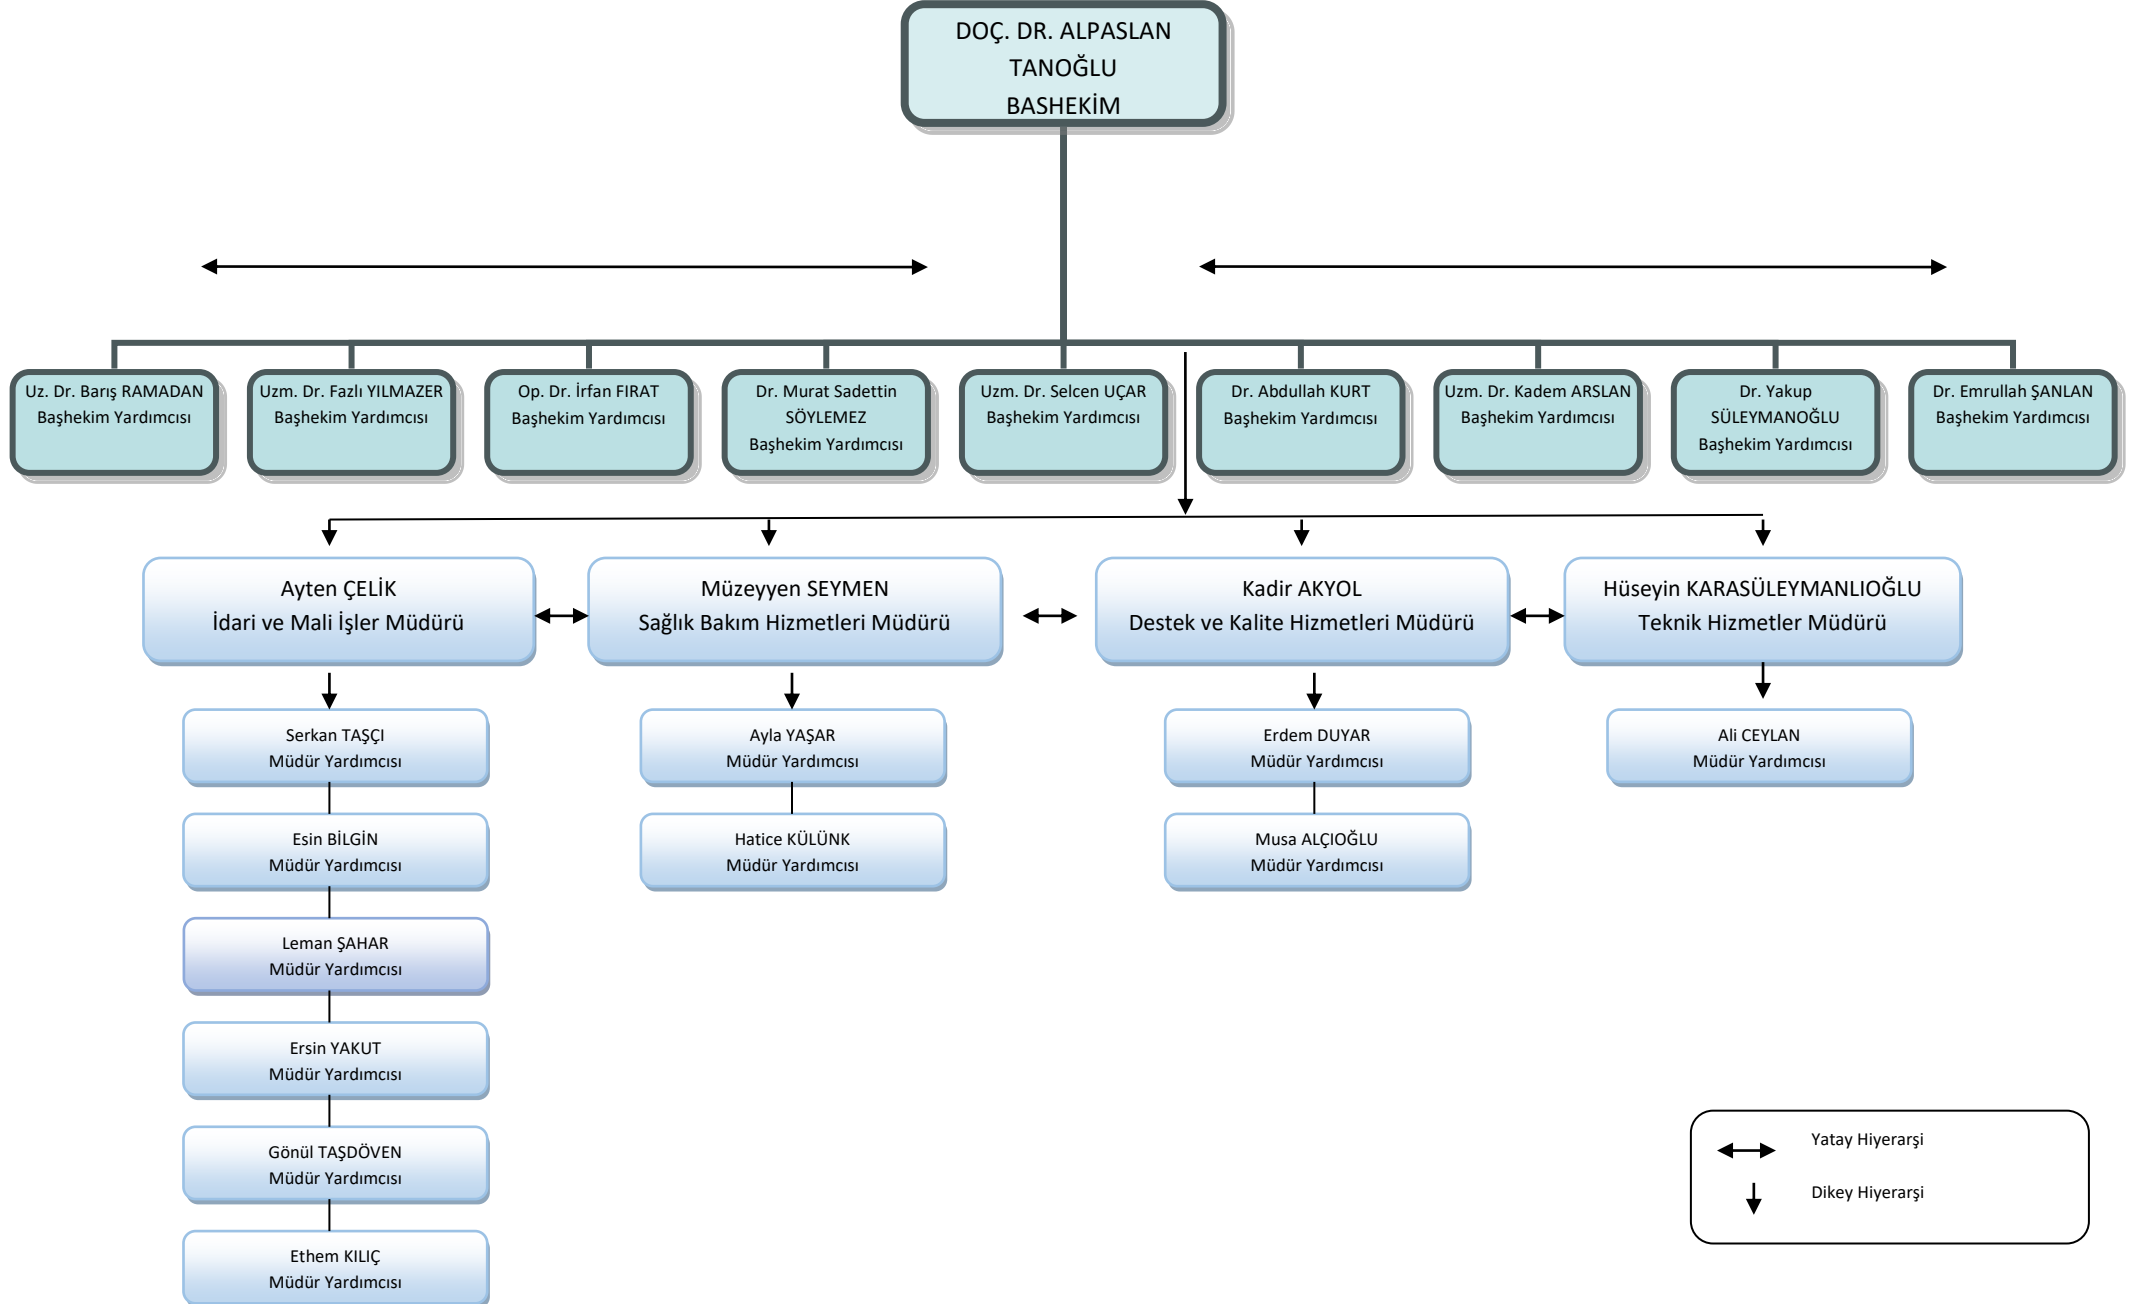 DOÇ. DR. ALPASLAN
TANOĞLU
BASHEKİM
Uz. Dr. Barış RAMADAN
Başhekim Yardımcısı
Uzm. Dr. Fazlı YILMAZER
Başhekim Yardımcısı
Op. Dr. İrfan FIRAT
Başhekim Yardımcısı
Dr. Murat Sadettin
SÖYLEMEZ
Başhekim Yardımcısı
Uzm. Dr. Selcen UÇAR
Başhekim Yardımcısı
Dr. Abdullah KURT
Başhekim Yardımcısı
Uzm. Dr. Kadem ARSLAN
Başhekim Yardımcısı
Dr. Yakup
SÜLEYMANOĞLU
Başhekim Yardımcısı
Dr. Emrullah ŞANLAN
Başhekim Yardımcısı
Ayten ÇELİK
İdari ve Mali İşler Müdürü
Müzeyyen SEYMEN
Sağlık Bakım Hizmetleri Müdürü
Kadir AKYOL
Destek ve Kalite Hizmetleri Müdürü
Hüseyin KARASÜLEYMANLIOĞLU
Teknik Hizmetler Müdürü
Serkan TAŞÇI
Müdür Yardımcısı
Ayla YAŞAR
Müdür Yardımcısı
Erdem DUYAR
Müdür Yardımcısı
Ali CEYLAN
Müdür Yardımcısı
Esin BİLGİN
Müdür Yardımcısı
Hatice KÜLÜNK
Müdür Yardımcısı
Musa ALÇIOĞLU
Müdür Yardımcısı
Leman ŞAHAR
Müdür Yardımcısı
Ersin YAKUT
Müdür Yardımcısı
Gönül TAŞDÖVEN
Müdür Yardımcısı
Ethem KILIÇ
Müdür Yardımcısı
Yatay Hiyerarşi
Dikey Hiyerarşi